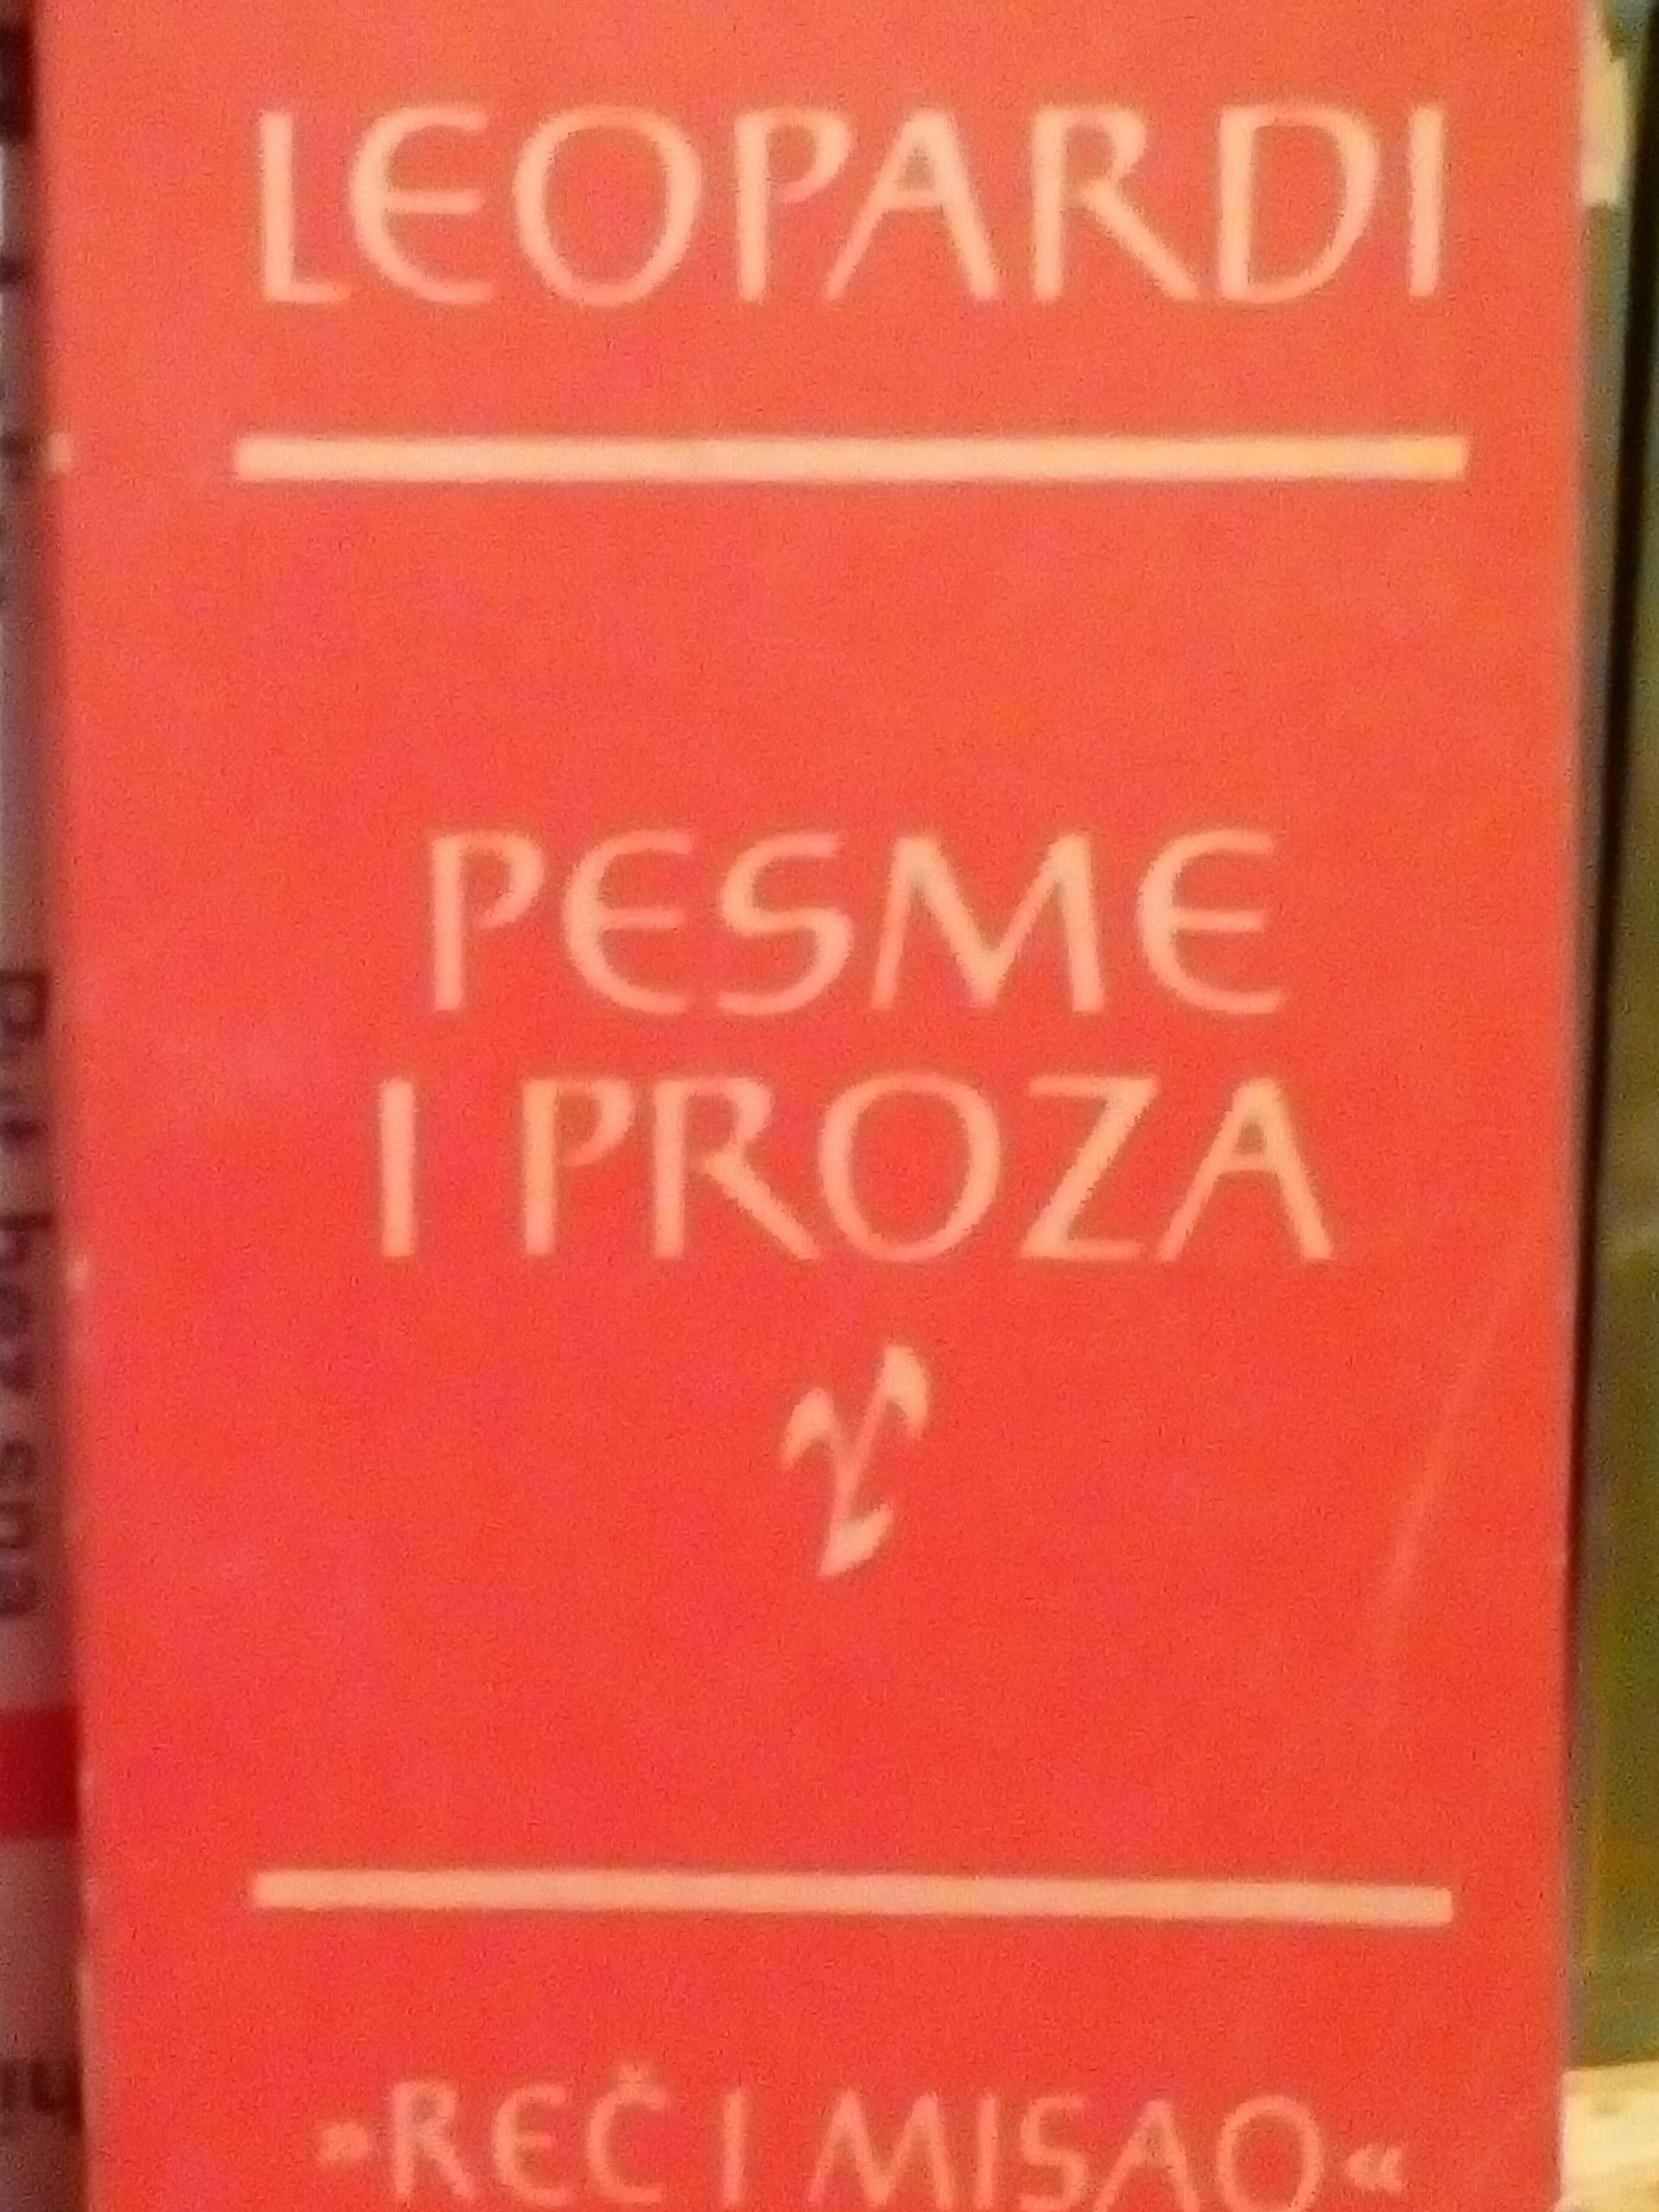 LEOPARDI
PESME
I PROZA
»REČ I MISAO«